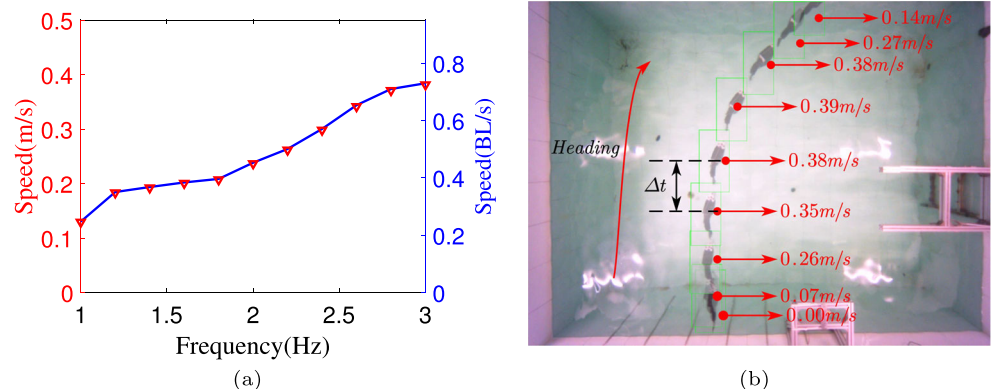 0.5
0.4
0.3
0.2
0.1
0
Speed(m/s)
0.8
0.6
0.4
0.2
0
Speed(BL/s)
1 1.5 2 2.5 3
Frequency(Hz)
(a)
0.14m/s
0.27m/s
0.38m/s
0.39m/s
Heading
0.38m/s
Δt
0.35m/s
0.26m/s
0.07m/s
0.00m/s
(b)